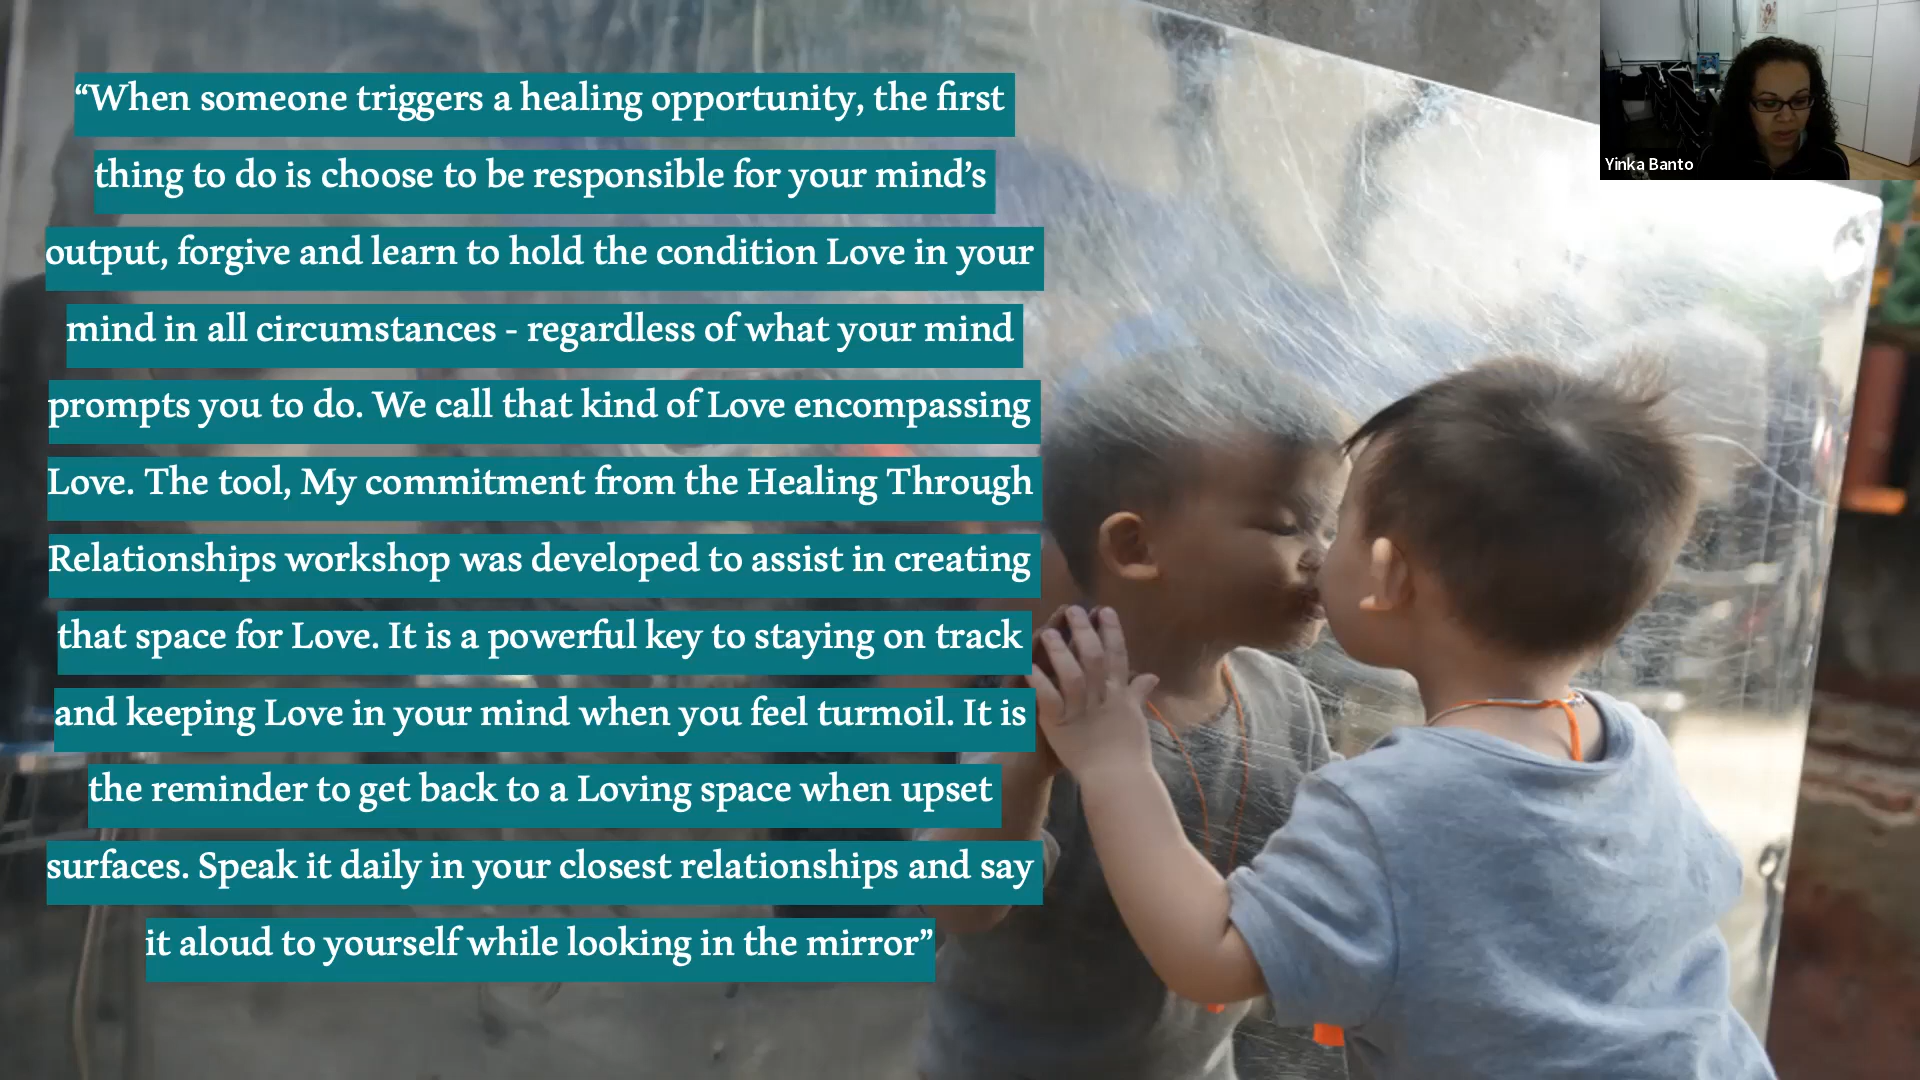 “When someone triggers a healing opportunity, the first
thing to do is choose to be responsible for your mind’s
output, forgive and learn to hold the condition Love in your
mind in all circumstances - regardless of what your mind
prompts you to do. We call that kind of Love encompassing
Love. The tool, My commitment from the Healing Through
Relationships workshop was developed to assist in creating
that space for Love. It is a powerful key to staying on track
and keeping Love in your mind when you feel turmoil. It is
the reminder to get back to a Loving space when upset
surfaces. Speak it daily in your closest relationships and say
it aloud to yourself while looking in the mirror”
Yinka Banto